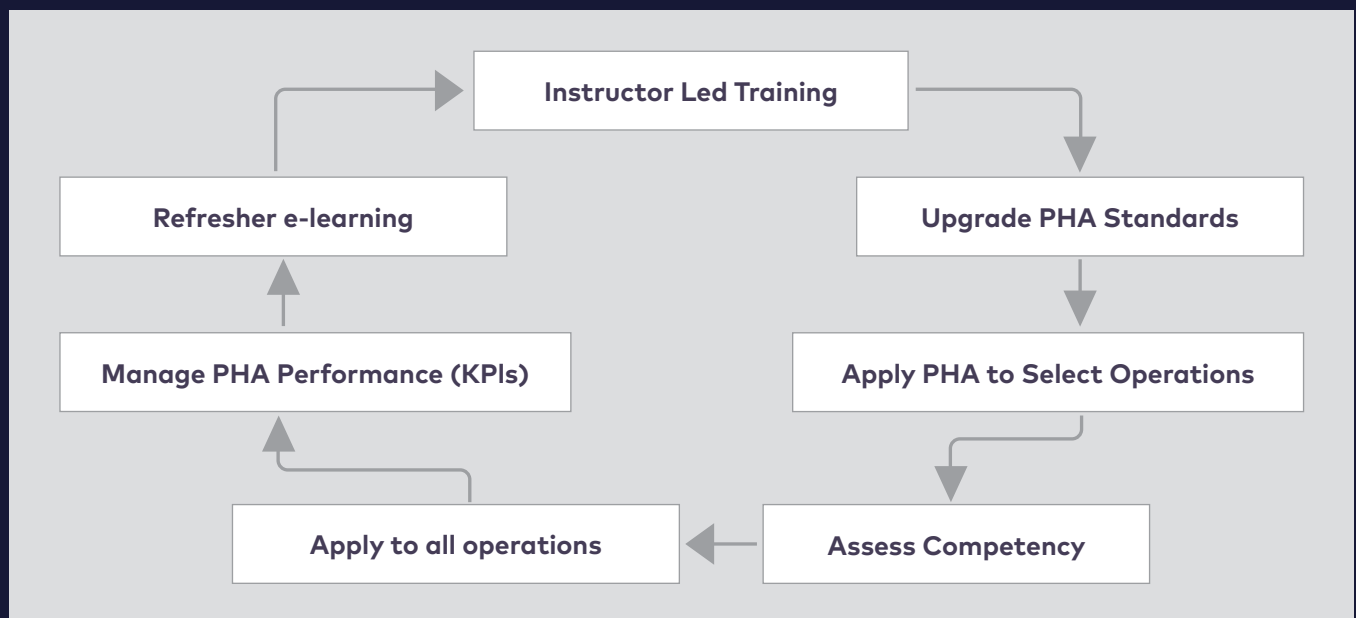 Instructor Led Training
Refresher e-learning
Upgrade PHA Standards
Manage PHA Performance (KPIs)
Apply PHA to Select Operations
Apply to all operations
Assess Competency